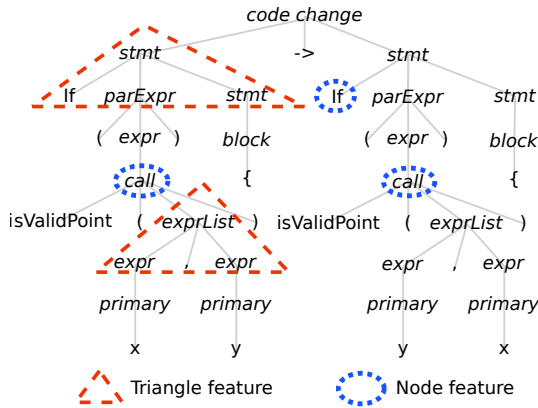 code change
stmt -> stmt
If parExpr stmt If parExpr stmt
( expr ) block ( expr ) block
call { call {
isValidPoint ( exprList ) isValidPoint ( exprList )
expr , expr expr , expr
primary primary primary primary
x y y x
Triangle feature Node feature